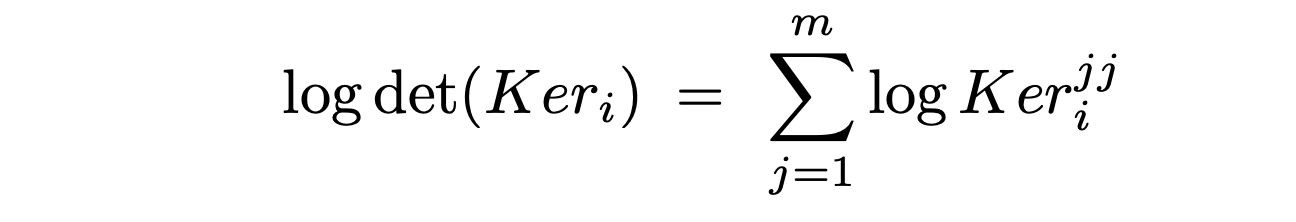 $\log \det(Ker_i) = \sum_{j=1}^{m} \log Ker_i^{jj}$